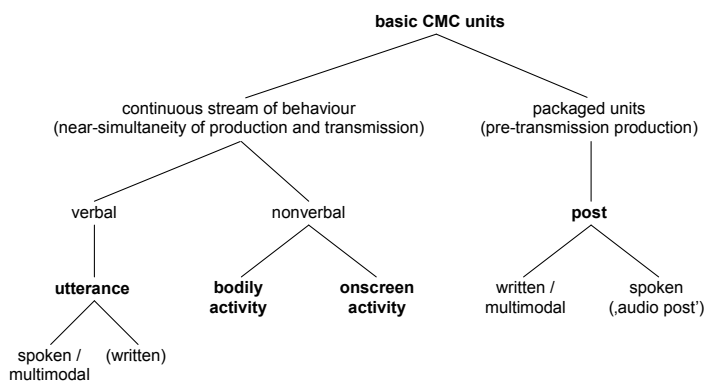 basic CMC units
continuous stream of behaviour
(near-simultaneity of production and transmission)
packaged units
(pre-transmission production)
verbal
nonverbal
post
utterance
bodily
activity
onscreen
activity
written /
multimodal
spoken
(‚audio post’)
spoken /
multimodal
(written)